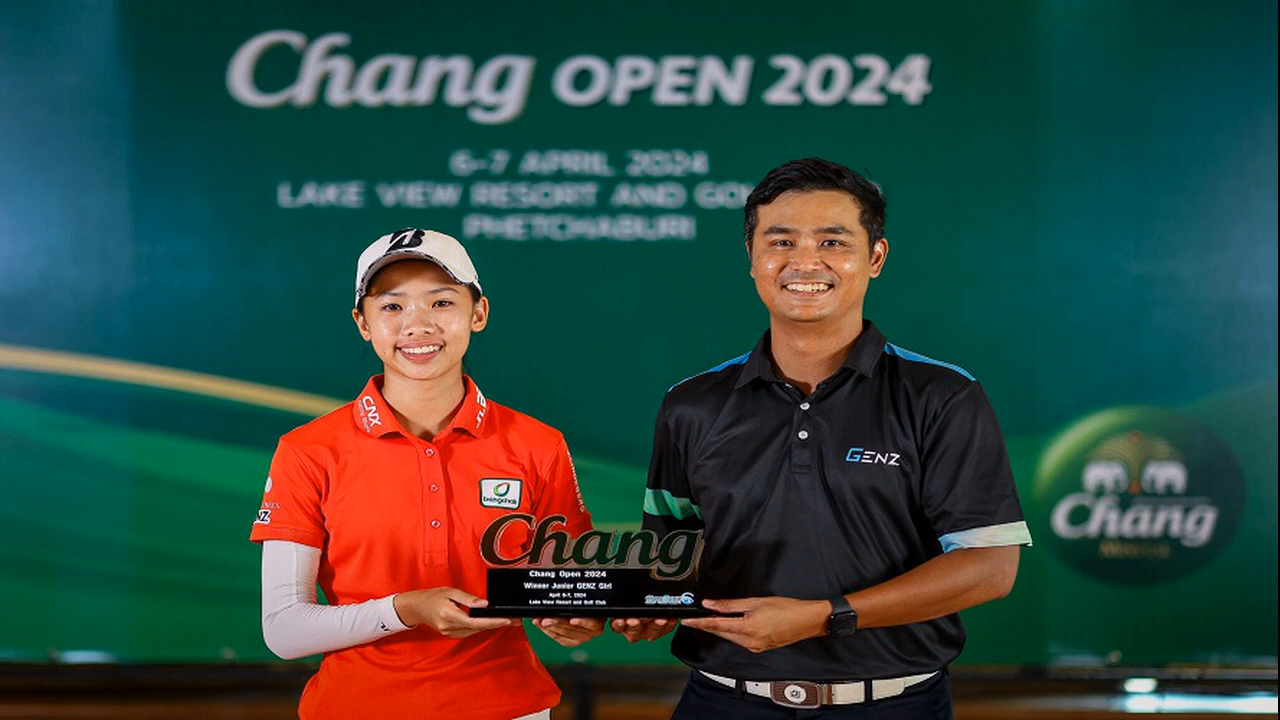 Chang OPEN 2024
6-7 APRIL 2024
LAKE VIEW RESORT AND GO
PHETCHABURI
B
CNX
bangchak
GENZ
Chang
Chang
Chang Open 2024
Winner Junior GENZ Girl
April 6-7, 2024
Lake View Resort and Golf Club